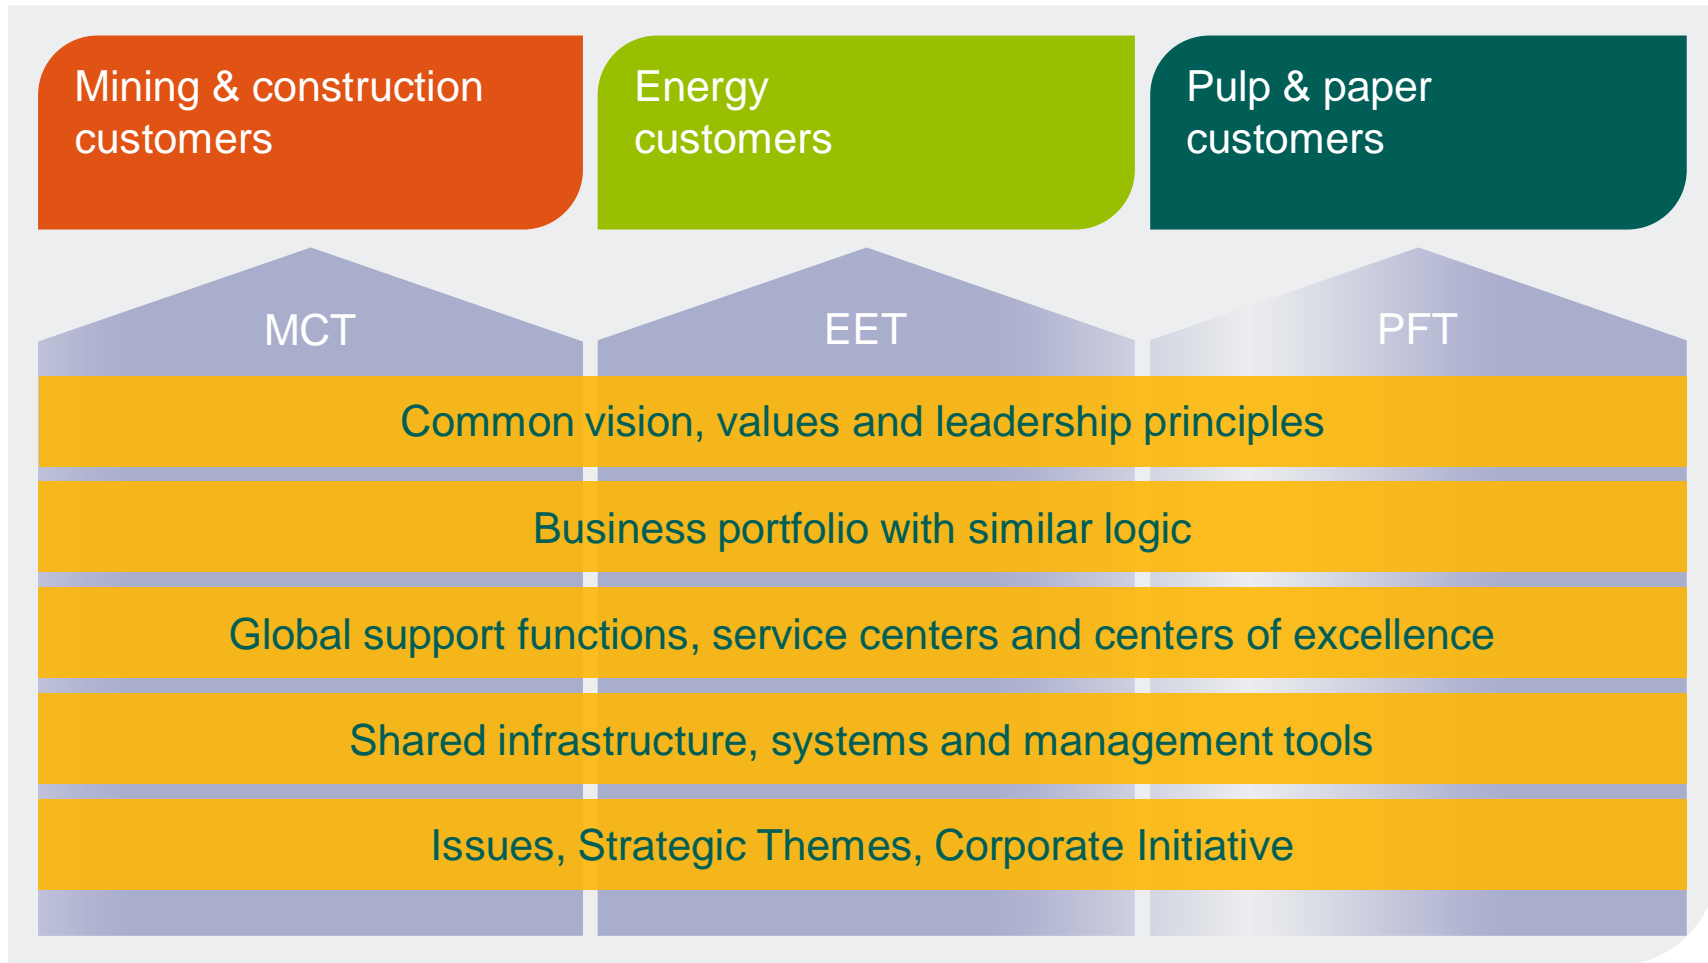 Mining & construction
customers
Energy
customers
Pulp & paper
customers
MCT
EET
PFT
Common vision, values and leadership principles
Business portfolio with similar logic
Global support functions, service centers and centers of excellence
Shared infrastructure, systems and management tools
Issues, Strategic Themes, Corporate Initiative